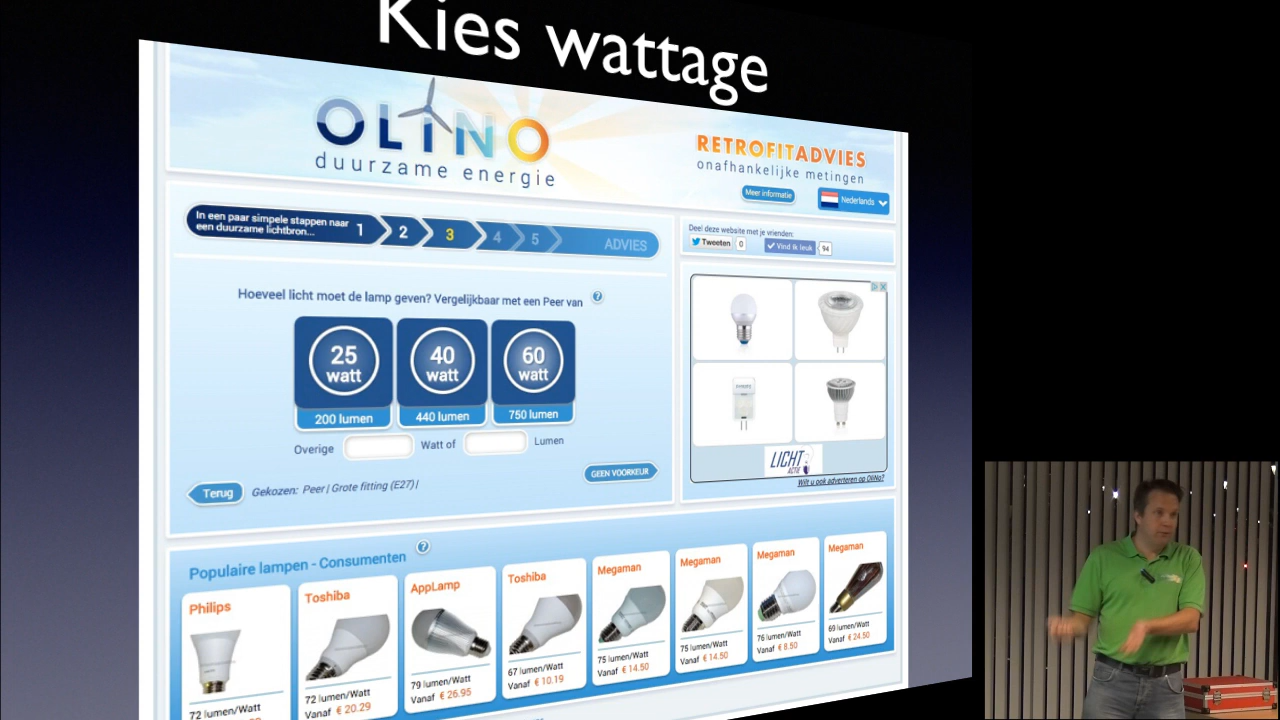 Kies wattage
OLINO
duurzame energie
RETROFITADVIES
onafhankelijke metingen
Meer informatie
Nederlands
In een paar simpele stappen naar
een duurzame lichtbron...
1 2 3 4 5 ADVIES
Deel deze website met je vrienden:
Tweeten 0 Vind ik leuk 94
Hoeveel licht moet de lamp geven? Vergelijkbaar met een Peer van ?
25 watt
200 lumen
40 watt
440 lumen
60 watt
750 lumen
Overige Watt of Lumen
GEEN VOORKEUR
Terug Gekozen: Peer | Grote fitting (E27) |
LICHT
ACTIE
Wilt u ook adverteren op OliNo?
Populaire lampen - Consumenten ?
Philips
72 lumen/Watt
Toshiba
72 lumen/Watt
Vanaf € 20.29
AppLamp
79 lumen/Watt
Vanaf € 26.95
Toshiba
67 lumen/Watt
Vanaf € 10.19
Megaman
75 lumen/Watt
Vanaf € 14.50
Megaman
75 lumen/Watt
Vanaf € 14.50
Megaman
76 lumen/Watt
Vanaf € 8.50
Megaman
69 lumen/Watt
Vanaf € 24.50